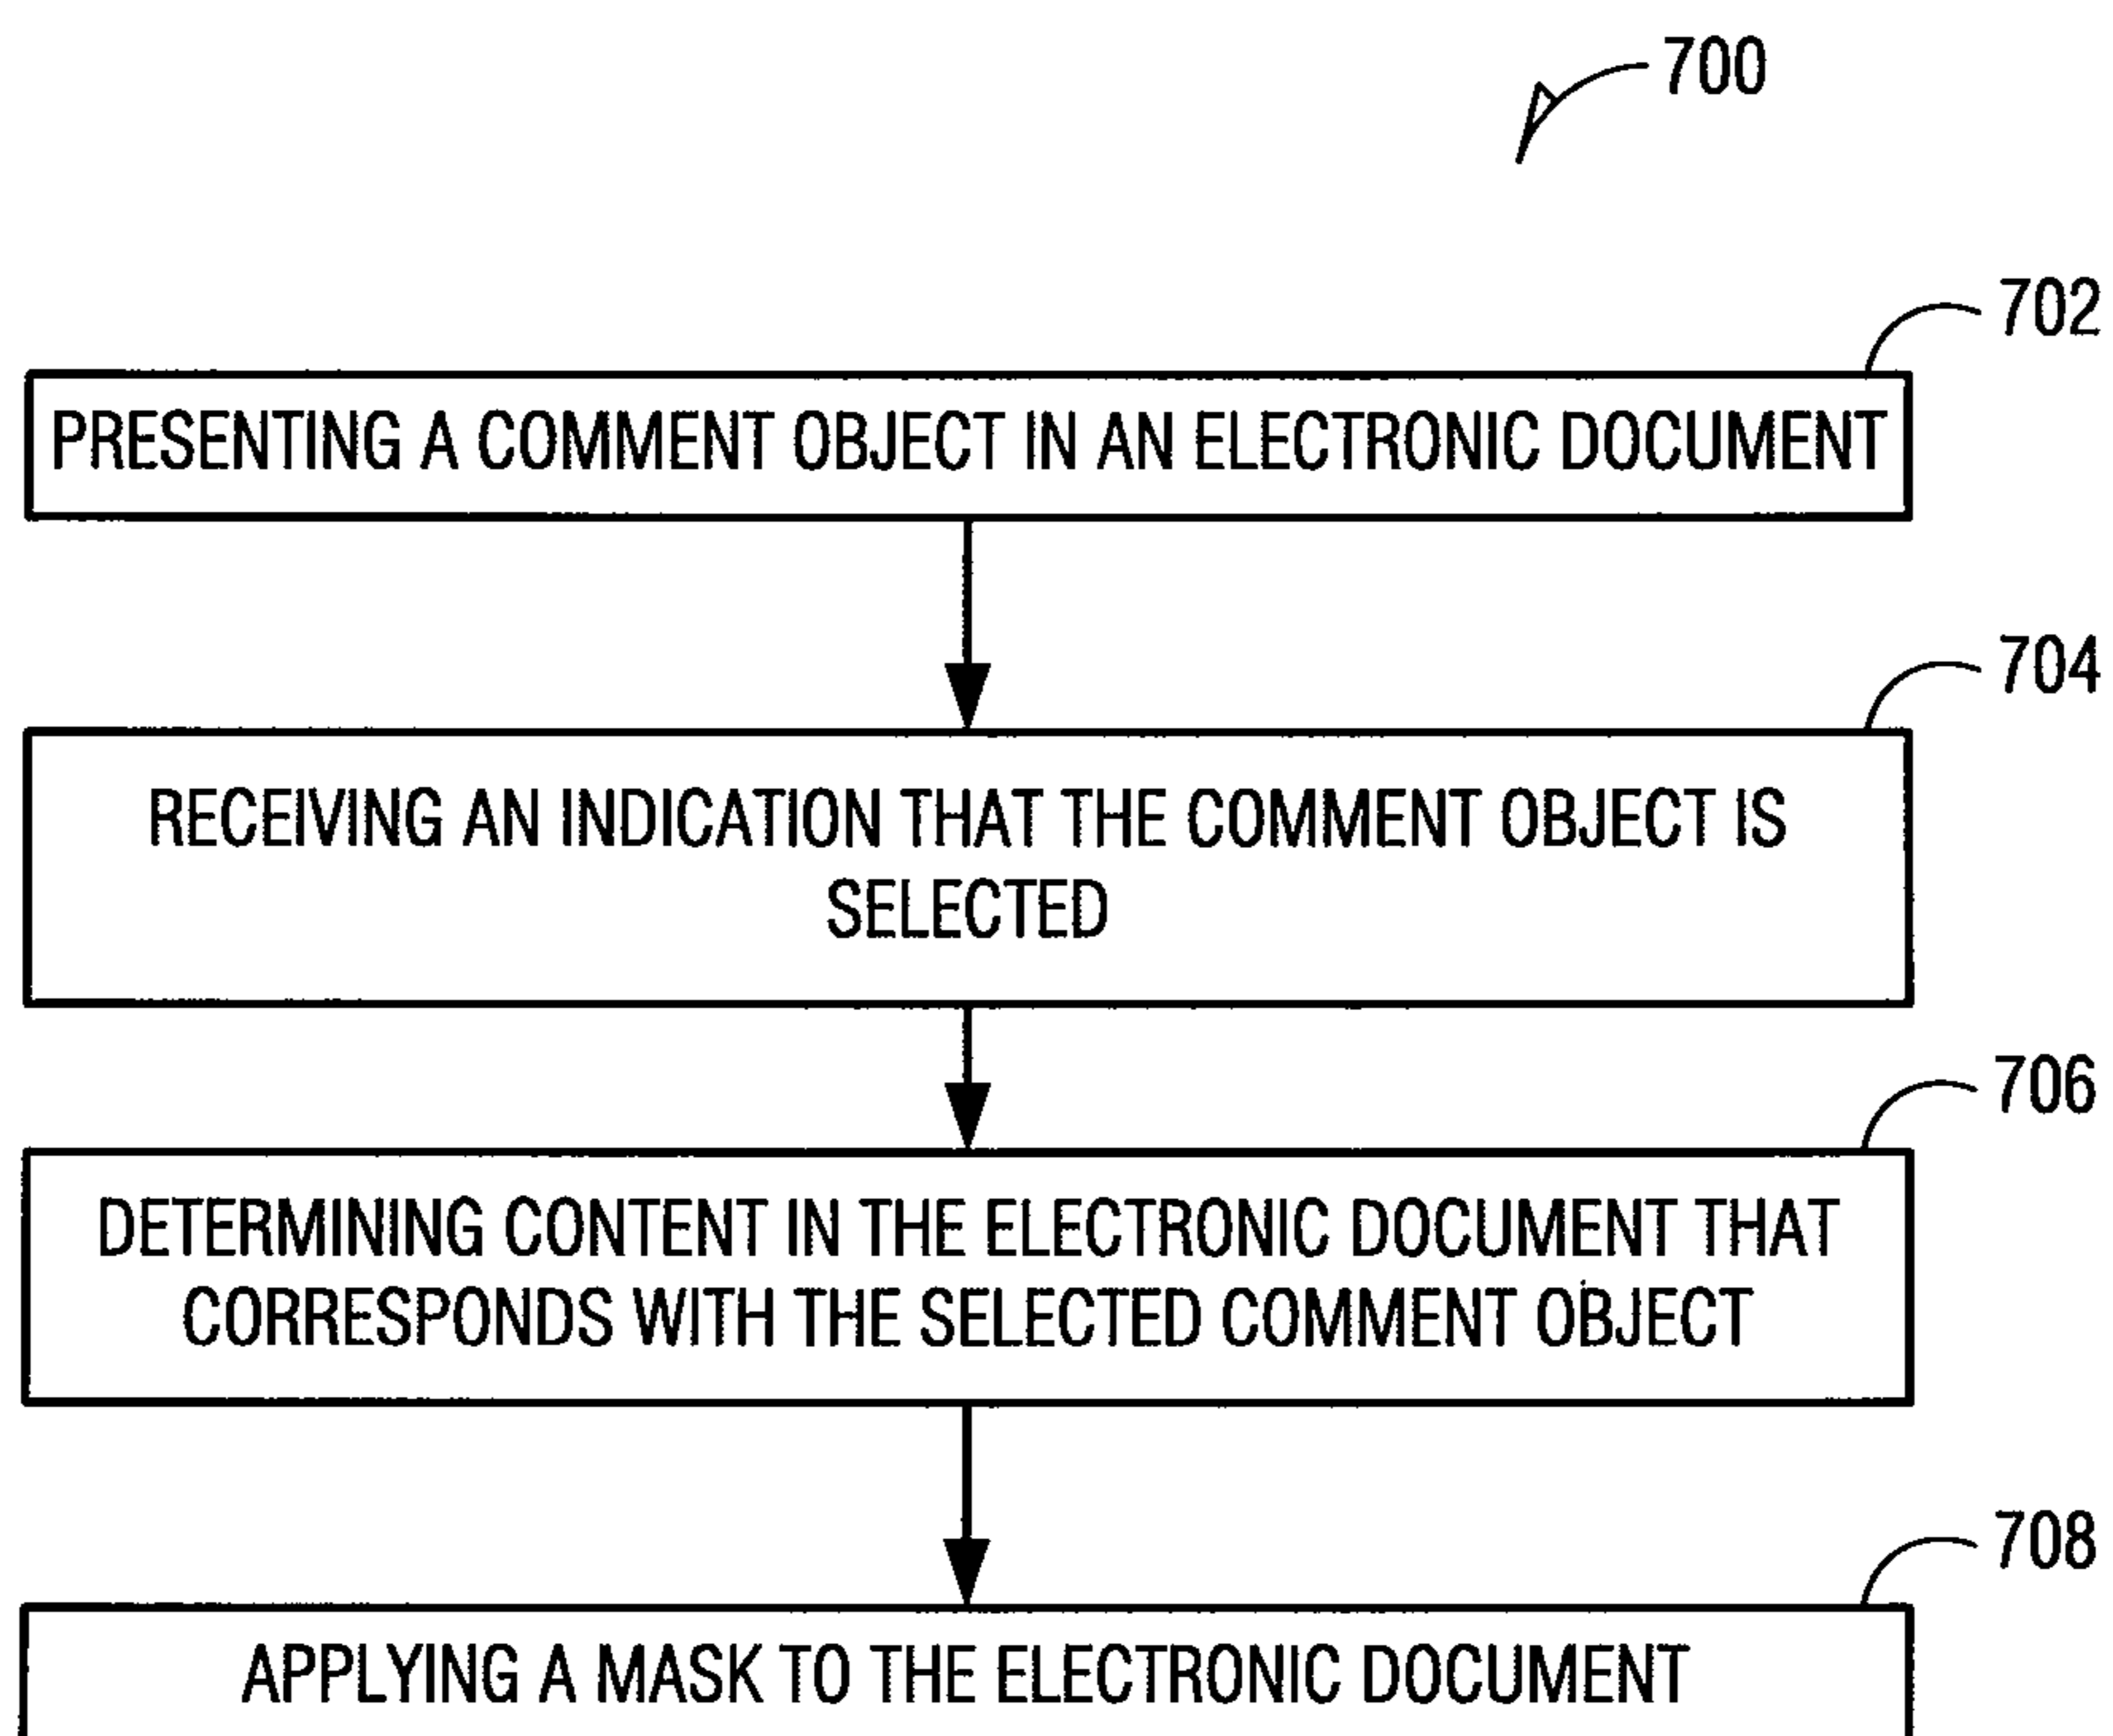 700
702
PRESENTING A COMMENT OBJECT IN AN ELECTRONIC DOCUMENT
704
RECEIVING AN INDICATION THAT THE COMMENT OBJECT IS
SELECTED
706
DETERMINING CONTENT IN THE ELECTRONIC DOCUMENT THAT
CORRESPONDS WITH THE SELECTED COMMENT OBJECT
708
APPLYING A MASK TO THE ELECTRONIC DOCUMENT